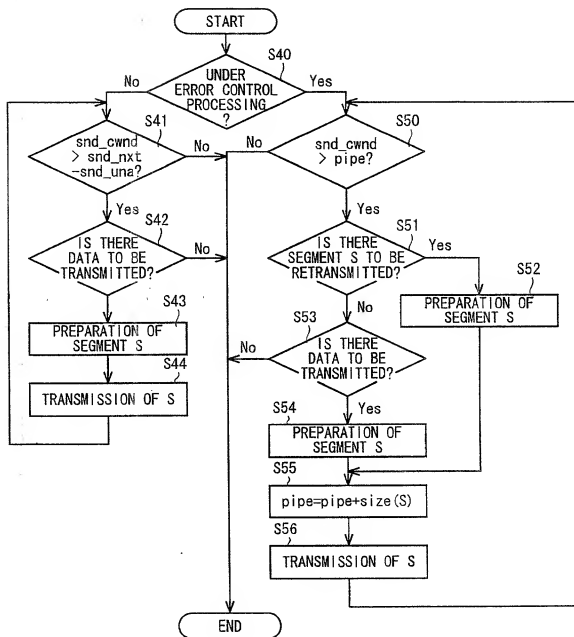 START
S40
No
UNDER
ERROR CONTROL
PROCESSING
?
Yes
S41
snd_cwnd
> snd_nxt
-snd_una?
No
Yes
S42
IS THERE
DATA TO BE
TRANSMITTED?
No
Yes
S43
PREPARATION OF
SEGMENT S
S44
TRANSMISSION OF S
S50
No
snd_cwnd
> pipe?
Yes
S51
IS THERE
SEGMENT S TO BE
RETRANSMITTED?
Yes
No
S52
PREPARATION OF
SEGMENT S
S53
No
IS THERE
DATA TO BE
TRANSMITTED?
Yes
S54
PREPARATION OF
SEGMENT S
S55
pipe=pipe+size(S)
S56
TRANSMISSION OF S
END